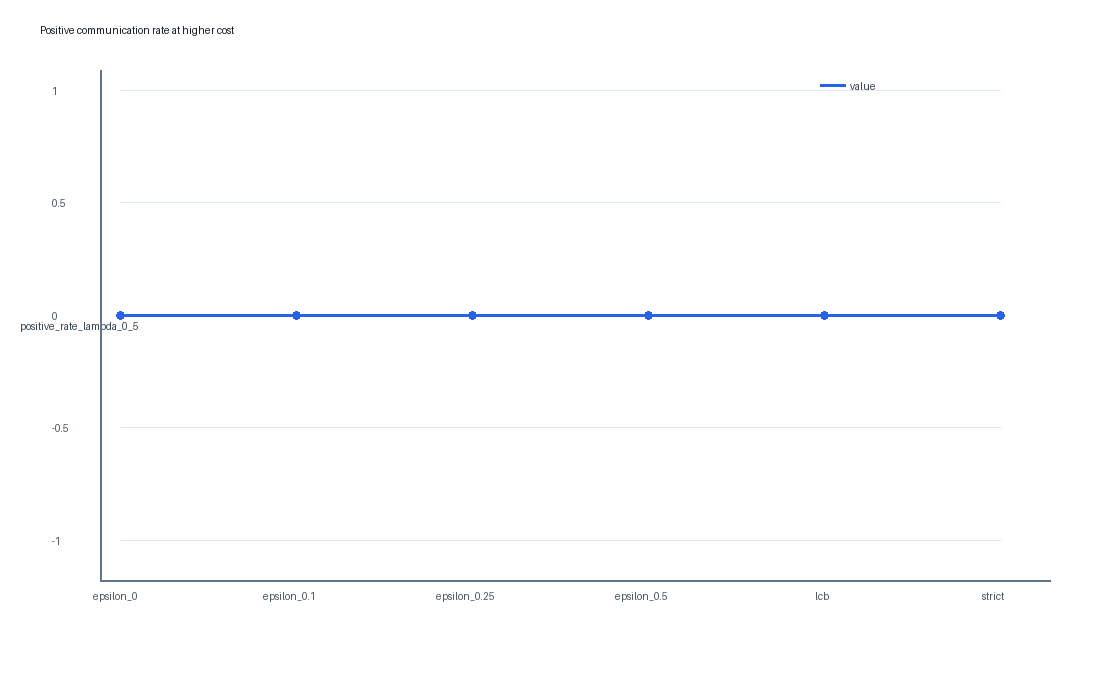 Positive communication rate at higher cost
value
1
0.5
0
positive_rate_lambda_0_5
-0.5
-1
epsilon_0 epsilon_0.1 epsilon_0.25 epsilon_0.5 lcb strict